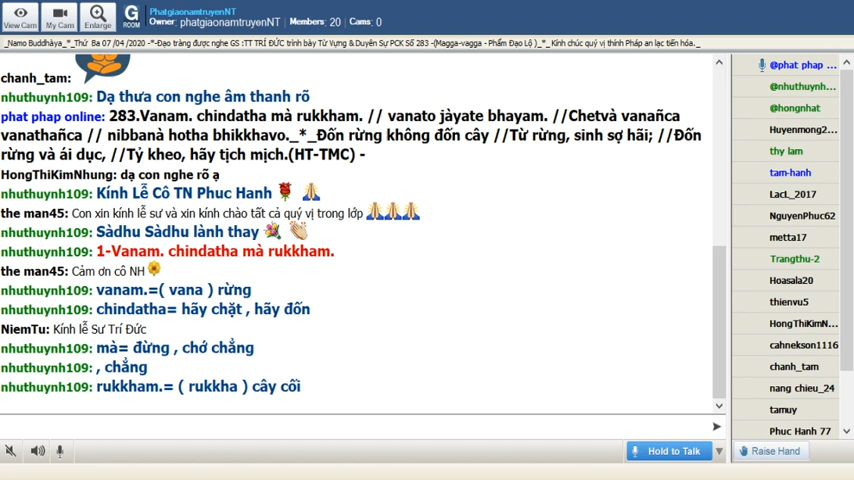 View Cam
My Cam
Enlarge
G ROOM
PhatgiaonamtruyenNT
Owner: phatgiaonamtruyenNT | Members: 20 | Cams: 0
_Namo Buddhàya_*_Thứ Ba 07 /04 /2020 -*-Đạo tràng được nghe GS :TT TRÍ ĐỨC trình bày Từ Vựng & Duyên Sự PCK Số 283 -(Magga-vagga - Phẩm Đạo Lộ )_*_ Kính chúc quý vị thính Pháp an lạc tiến hóa._
chanh_tam:
nhuthuynh109: Dạ thưa con nghe âm thanh rõ
phat phap online: 283.Vanam. chindatha mà rukkham. // vanato jàyate bhayam. //Chetvà vanañca
vanathañca // nibbanà hotha bhikkhavo._*_Đốn rừng không đốn cây //Từ rừng, sinh sợ hãi; //Đốn
rừng và ái dục, //Tỷ kheo, hãy tịch mịch.(HT-TMC) -
HongThiKimNhung: dạ con nghe rõ ạ
nhuthuynh109: Kính Lễ Cô TN Phuc Hanh
the man45: Con xin kính lễ sư và xin kính chào tất cả quý vị trong lớp
nhuthuynh109: Sàdhu Sàdhu lành thay
nhuthuynh109: 1-Vanam. chindatha mà rukkham.
the man45: Cảm ơn cô NH
nhuthuynh109: vanam.=( vana ) rừng
nhuthuynh109: chindatha= hãy chặt , hãy đốn
NiemTu: Kính lễ Sư Trí Đức
nhuthuynh109: mà= đừng , chớ chẳng
nhuthuynh109: , chẳng
nhuthuynh109: rukkham.= ( rukkha ) cây cối
Hold to Talk
@phat phap ...
@nhuthuynh...
@hongnhat
Huyenmong2...
thy lam
tam-hanh
LacL_2017
NguyenPhuc62
metta17
Trangthu-2
Hoasala20
thienvu5
HongThiKimN...
cahnekson1116
chanh_tam
nang chieu_24
tamuy
Phuc Hanh 77
Raise Hand